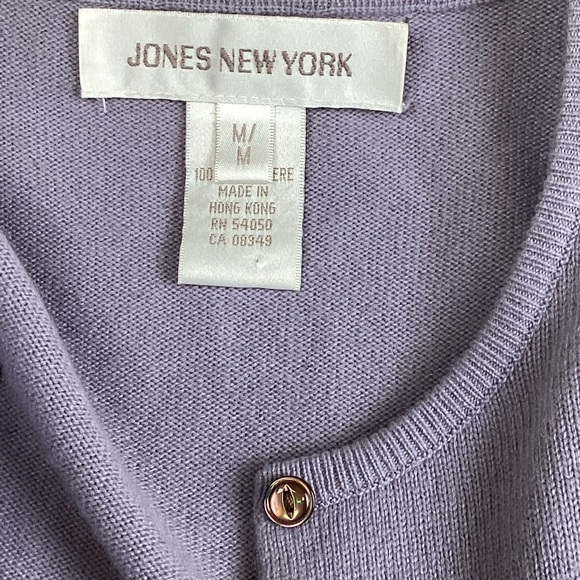 JONES NEW YORK
M/
M
100 ERE
MADE IN
HONG KONG
RN 54050
CA 08349